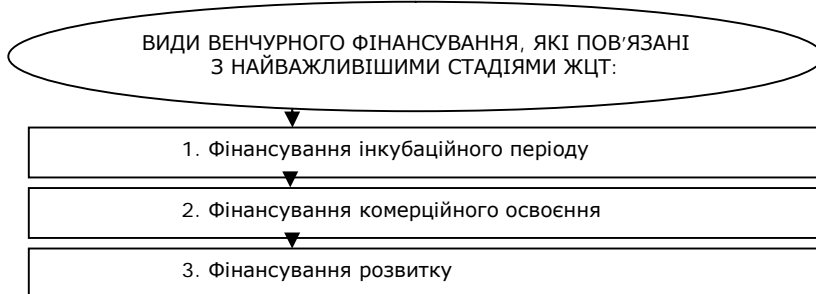 ВИДИ ВЕНЧУРНОГО ФІНАНСУВАННЯ, ЯКІ ПОВ'ЯЗАНІ
З НАЙВАЖЛИВІШИМИ СТАДІЯМИ ЖЦТ:
1. Фінансування інкубаційного періоду
2. Фінансування комерційного освоєння
3. Фінансування розвитку